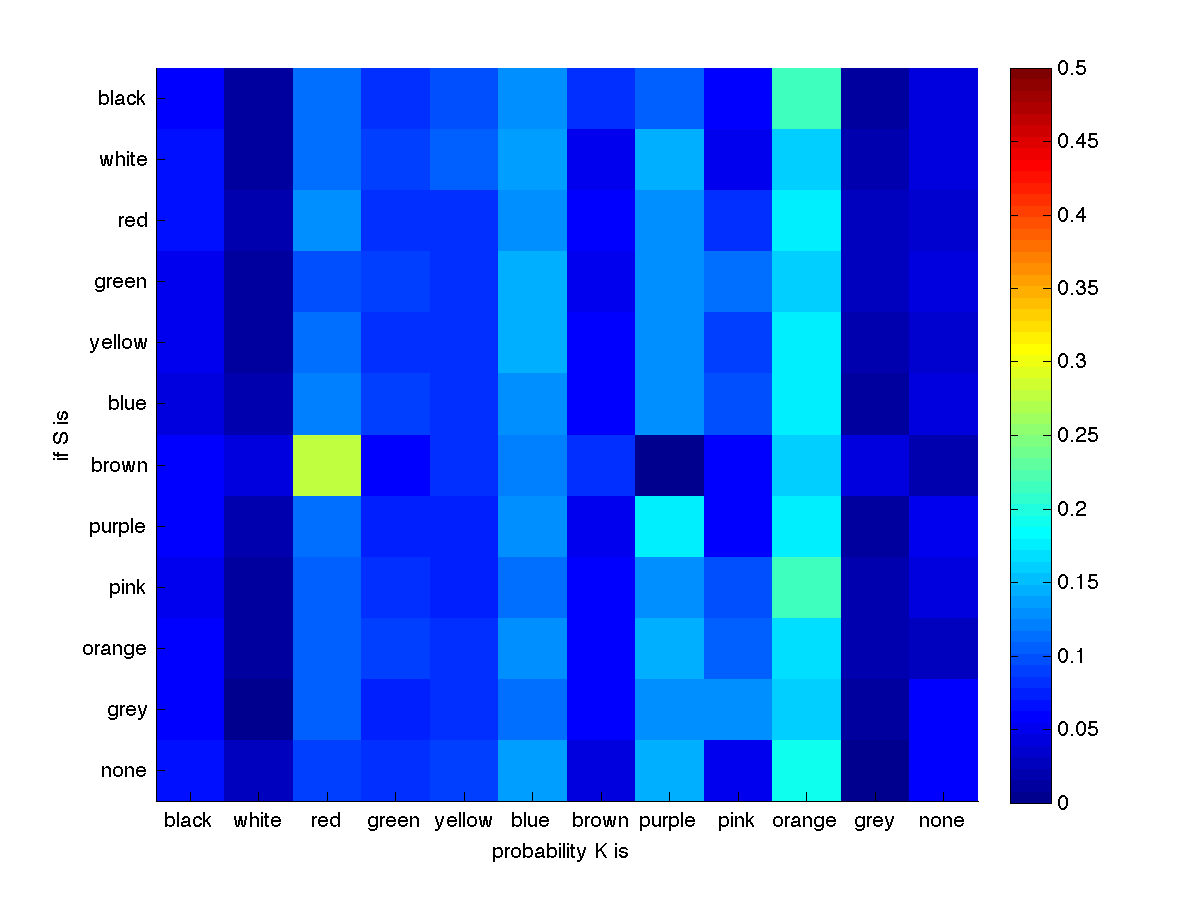 black
white
red
green
yellow
blue
brown
purple
pink
orange
grey
none
if S is
black white red green yellow blue brown purple pink orange grey none
probability K is
0.5
0.45
0.4
0.35
0.3
0.25
0.2
0.15
0.1
0.05
0